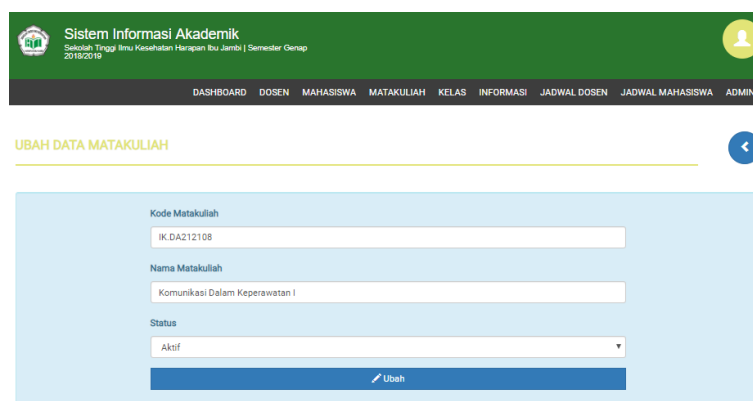 Sistem Informasi Akademik
Sekolah Tinggi Ilmu Kesehatan Harapan Ibu Jambi | Semester Genap
2018/2019
DASHBOARD DOSEN MAHASISWA MATAKULIAH KELAS INFORMASI JADWAL DOSEN JADWAL MAHASISWA ADMIN
UBAH DATA MATAKULIAH
Kode Matakuliah
IK.DA212108
Nama Matakuliah
Komunikasi Dalam Keperawatan I
Status
Aktif
Ubah